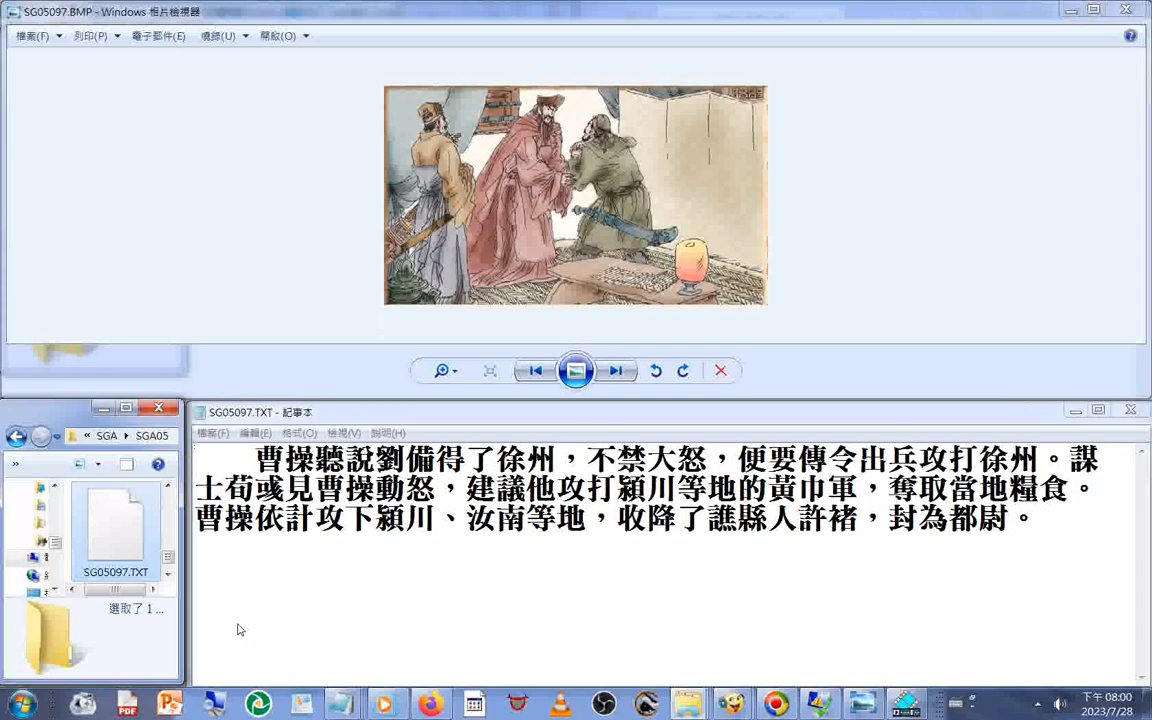 SG05097.BMP - Windows 相片檢視器
檔案(F) 列印(P) 電子郵件(E) 燒錄(U) 開啟(O)
SGA SGA05
SG05097.TXT
選取了 1 ...
SG05097.TXT - 記事本
檔案(F) 編輯(E) 格式(O) 檢視(V) 說明(H)
曹操聽說劉備得了徐州，不禁大怒，便要傳令出兵攻打徐州。謀
士荀彧見曹操動怒，建議他攻打潁川等地的黃巾軍，奪取當地糧食。
曹操依計攻下潁川、汝南等地，收降了譙縣人許褚，封為都尉。
PDF
下午 08:00
2023/7/28